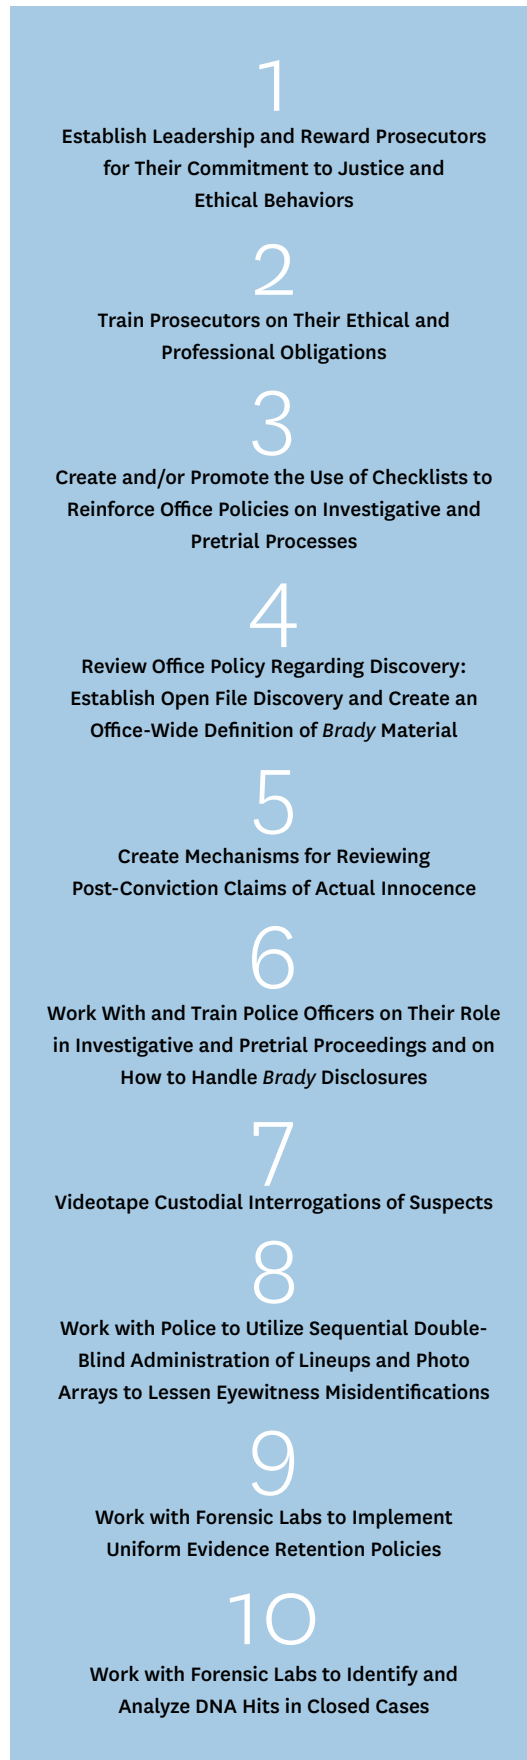 1
Establish Leadership and Reward Prosecutors
for Their Commitment to Justice and
Ethical Behaviors
2
Train Prosecutors on Their Ethical and
Professional Obligations
3
Create and/or Promote the Use of Checklists to
Reinforce Office Policies on Investigative and
Pretrial Processes
4
Review Office Policy Regarding Discovery:
Establish Open File Discovery and Create an
Office-Wide Definition of Brady Material
5
Create Mechanisms for Reviewing
Post-Conviction Claims of Actual Innocence
6
Work With and Train Police Officers on Their Role
in Investigative and Pretrial Proceedings and on
How to Handle Brady Disclosures
7
Videotape Custodial Interrogations of Suspects
8
Work with Police to Utilize Sequential Double-
Blind Administration of Lineups and Photo
Arrays to Lessen Eyewitness Misidentifications
9
Work with Forensic Labs to Implement
Uniform Evidence Retention Policies
10
Work with Forensic Labs to Identify and
Analyze DNA Hits in Closed Cases